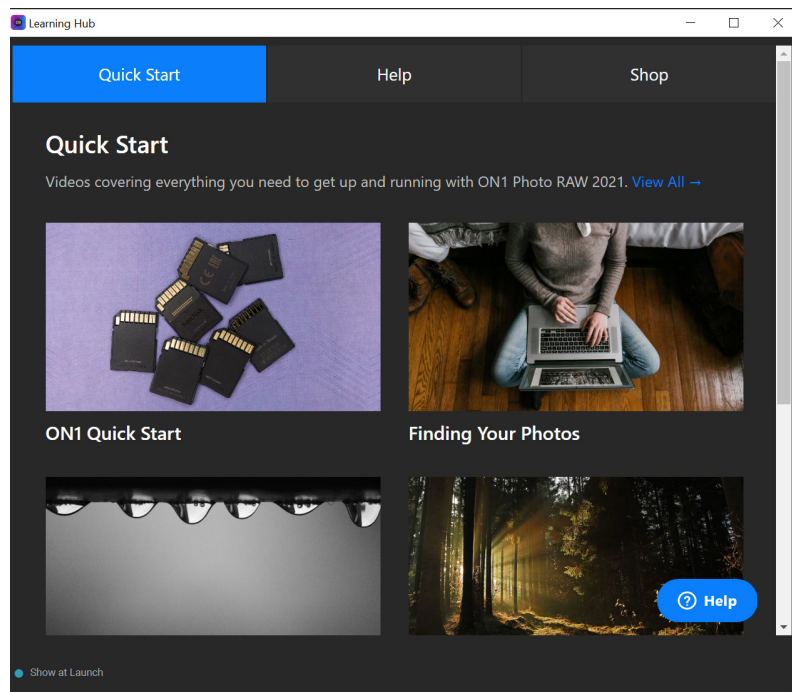 Learning Hub
Quick Start
Help
Shop
Quick Start
Videos covering everything you need to get up and running with ON1 Photo RAW 2021. View All →
ON1 Quick Start
Finding Your Photos
Help
Show at Launch